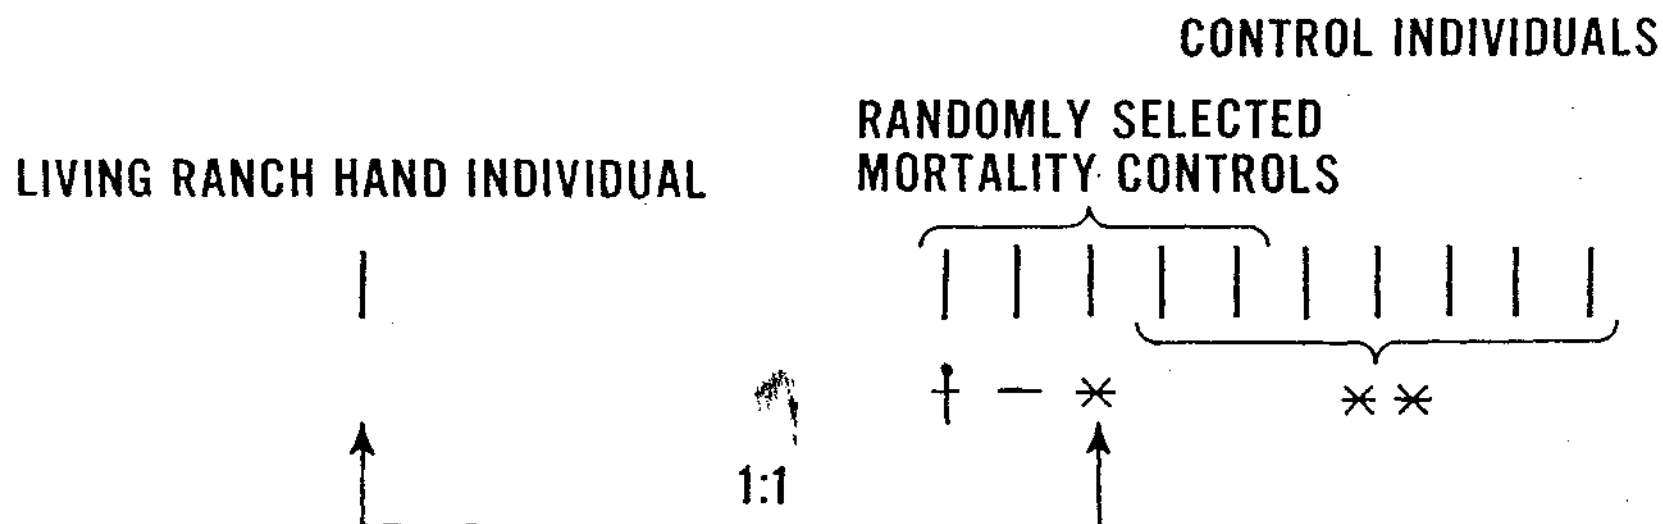 CONTROL INDIVIDUALS
RANDOMLY SELECTED
MORTALITY CONTROLS
LIVING RANCH HAND INDIVIDUAL
† — * **
1:1